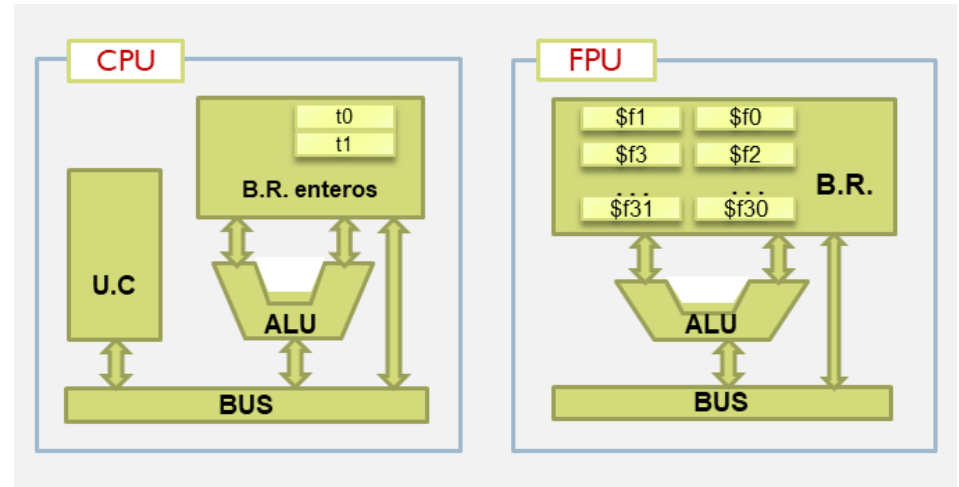 CPU
t0
t1
B.R. enteros
U.C
ALU
BUS
FPU
$f1 $f0
$f3 $f2
... ...
$f31 $f30
B.R.
ALU
BUS